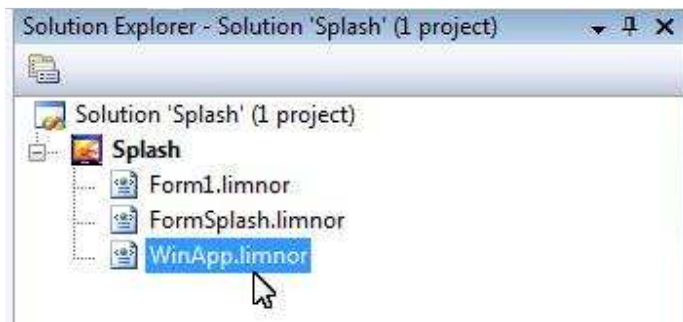 Solution Explorer - Solution 'Splash' (1 project)
Solution 'Splash' (1 project)
Splash
Form1.limnor
FormSplash.limnor
WinApp.limnor